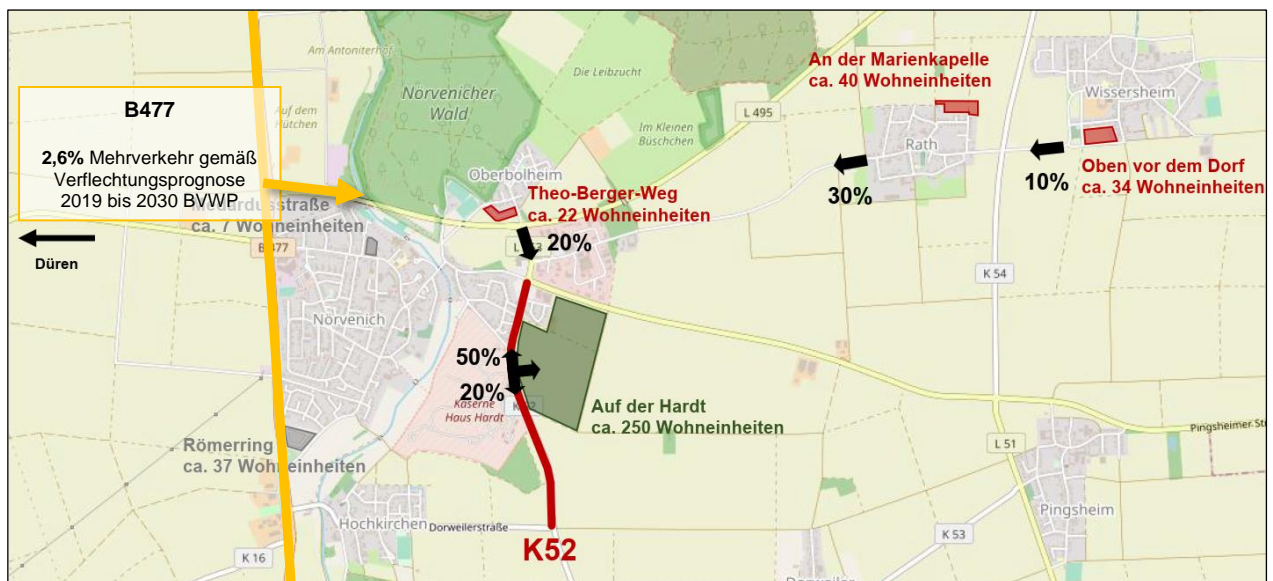 Am Antoniterhof
Die Leibzucht
An der Marienkapelle
ca. 40 Wohneinheiten
Wissersheim
B477
2,6% Mehrverkehr gemäß
Verflechtungsprognose
2019 bis 2030 BVWP
Auf dem
Hütchen
Nörvenicher
Wald
L 495
Im Kleinen
Büschchen
Rath
Oberbolheim
30%
10%
Oben vor dem Dorf
ca. 34 Wohneinheiten
Theo-Berger-Weg
ca. 22 Wohneinheiten
Medardusstraße
ca. 7 Wohneinheiten
20%
B 477
Düren
K 54
Nörvenich
50%
20%
Kaserne
Haus Hardt
Auf der Hardt
ca. 250 Wohneinheiten
Römerring
ca. 37 Wohneinheiten
L 51
Pingsheimer
Hochkirchen
Dorweilerstraße
Pingsheim
K 16
K52
K 53